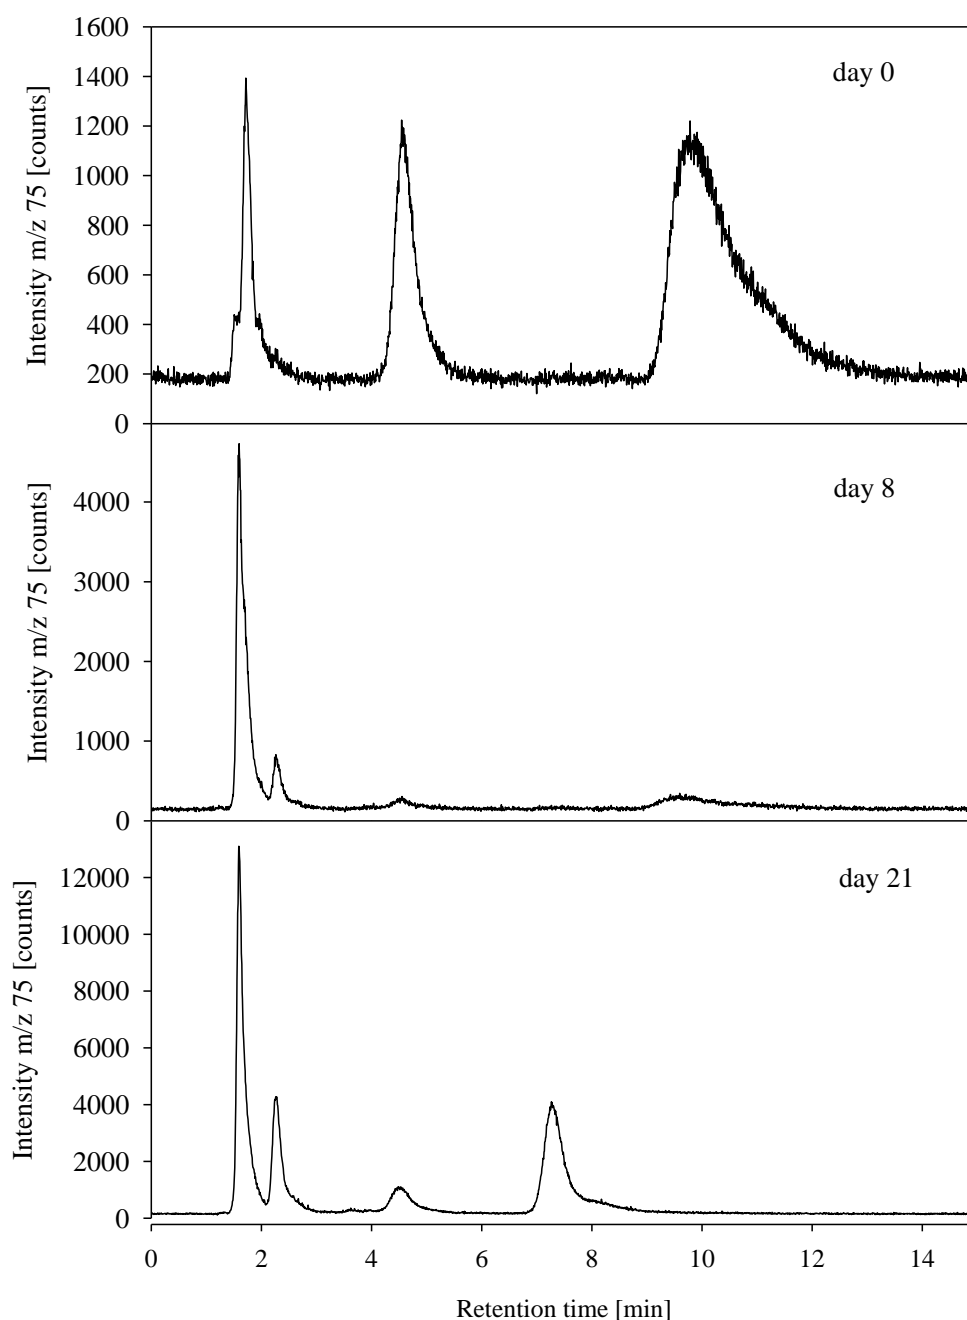 1600
1400
1200
1000
800
600
400
200
0
Intensity m/z 75 [counts]
day 0
4000
3000
2000
1000
0
Intensity m/z 75 [counts]
day 8
12000
10000
8000
6000
4000
2000
0
Intensity m/z 75 [counts]
day 21
0 2 4 6 8 10 12 14
Retention time [min]